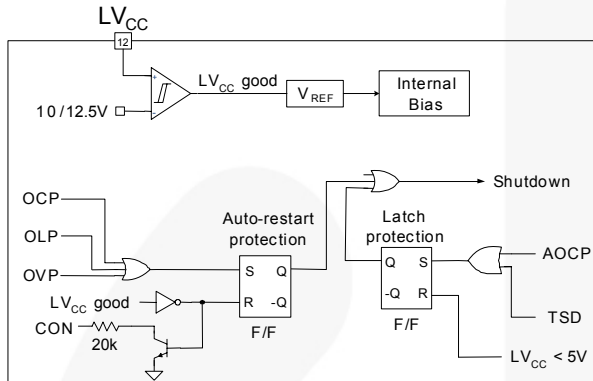 LVCC
12
LVCC good
VREF
Internal
Bias
10/12.5V
Shutdown
OCP
Auto-restart
protection
Latch
protection
OLP
OVP
S Q
R -Q
F/F
Q S
-Q R
F/F
AOCP
TSD
LVCC good
CON
20k
LVCC < 5V
+
-